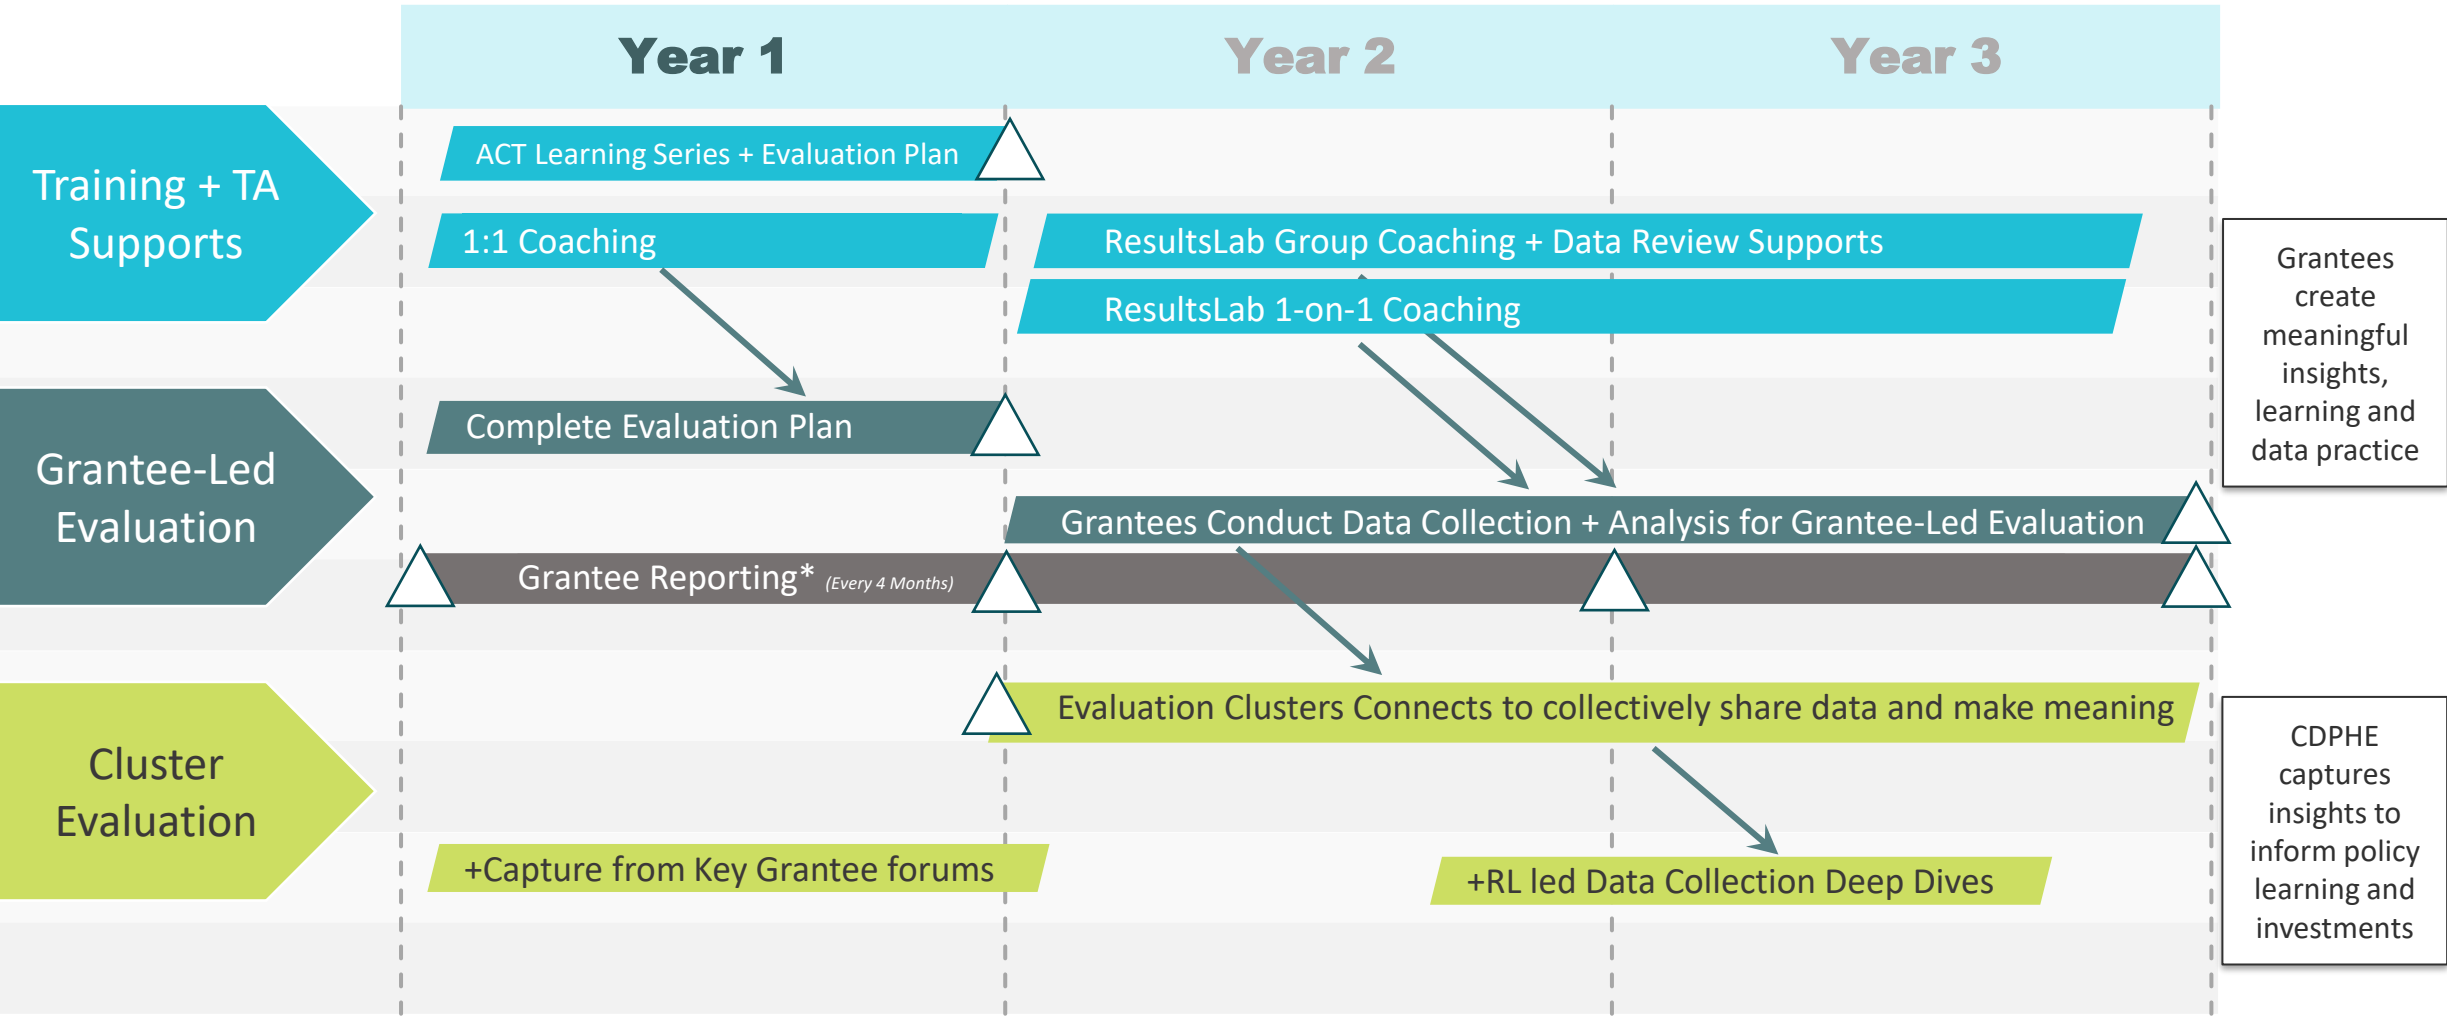 Year 1
Year 2
Year 3
Training + TA
Supports
ACT Learning Series + Evaluation Plan
1:1 Coaching
ResultsLab Group Coaching + Data Review Supports
ResultsLab 1-on-1 Coaching
Grantees
create
meaningful
insights,
learning and
data practice
Grantee-Led
Evaluation
Complete Evaluation Plan
Grantees Conduct Data Collection + Analysis for Grantee-Led Evaluation
Grantee Reporting* (Every 4 Months)
Cluster
Evaluation
Evaluation Clusters Connects to collectively share data and make meaning
+Capture from Key Grantee forums
+RL led Data Collection Deep Dives
CDPHE
captures
insights to
inform policy
learning and
investments